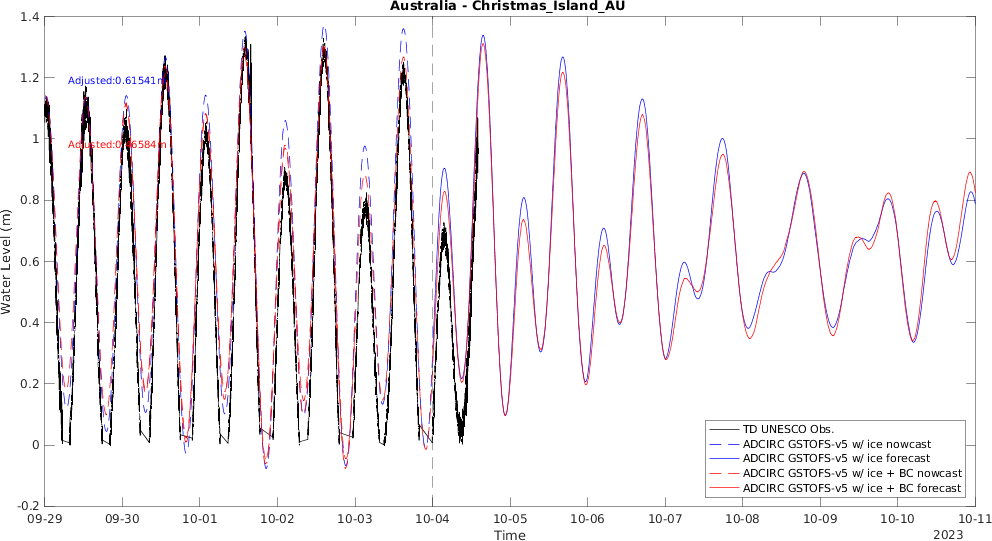 Australia - Christmas_Island_AU
1.4
1.2
1
0.8
0.6
0.4
0.2
0
-0.2
Water Level (m)
Adjusted:0.61541m
TD UNESCO Obs.
ADCIRC GSTOFS-v5 w/ ice nowcast
ADCIRC GSTOFS-v5 w/ ice forecast
ADCIRC GSTOFS-v5 w/ ice + BC nowcast
ADCIRC GSTOFS-v5 w/ ice + BC forecast
09-29
09-30
10-01
10-02
10-03
10-04
10-05
10-06
10-07
10-08
10-09
10-10
10-11
Time
2023